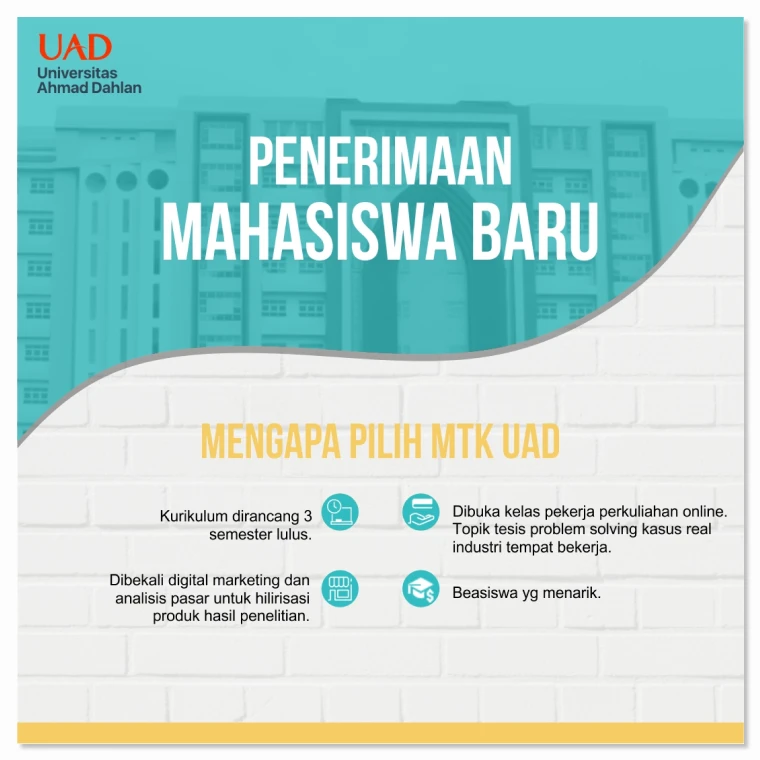 UAD
Universitas
Ahmad Dahlan
PENERIMAAN
MAHASISWA BARU
MENGAPA PILIH MTK UAD
Kurikulum dirancang 3
semester lulus.
Dibuka kelas pekerja perkuliahan online.
Topik tesis problem solving kasus real
industri tempat bekerja.
Dibekali digital marketing dan
analisis pasar untuk hilirisasi
produk hasil penelitian.
Beasiswa yg menarik.